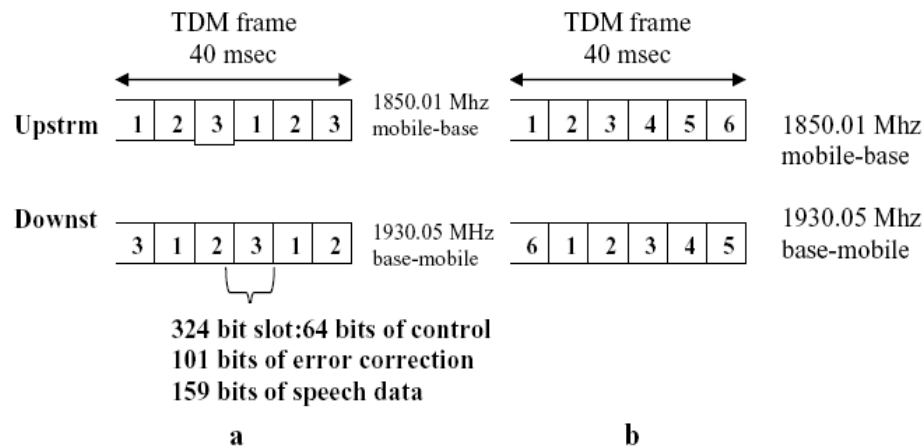 TDM frame
40 msec
TDM frame
40 msec
Upstrm
1 2 3 1 2 3
1850.01 Mhz
mobile-base
1 2 3 4 5 6
1850.01 Mhz
mobile-base
Downst
3 1 2 3 1 2
1930.05 MHz
base-mobile
6 1 2 3 4 5
1930.05 Mhz
base-mobile
324 bit slot:64 bits of control
101 bits of error correction
159 bits of speech data
a
b